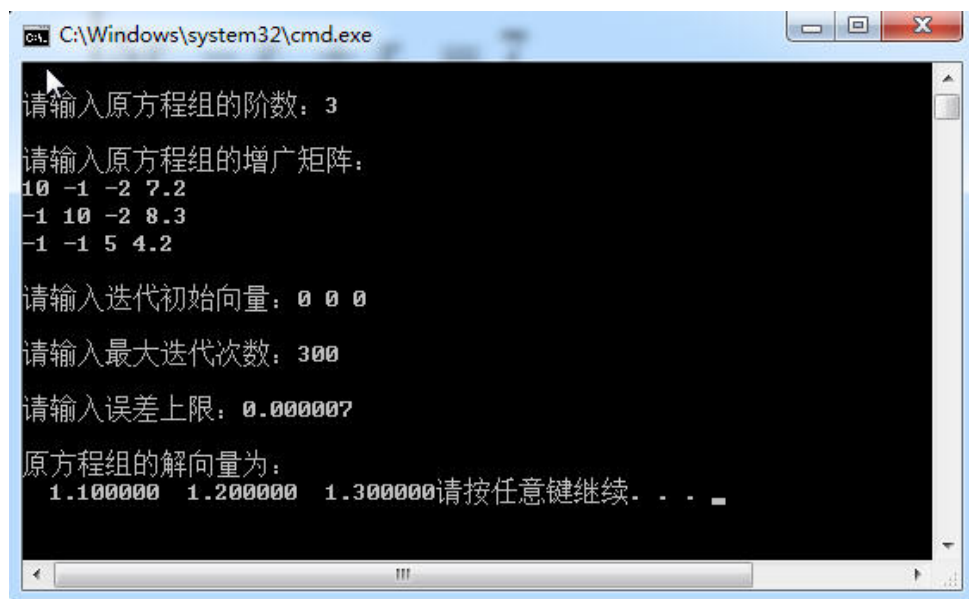 C:\Windows\system32\cmd.exe
请输入原方程组的阶数：3
请输入原方程组的增广矩阵：
10 -1 -2 7.2
-1 10 -2 8.3
-1 -1 5 4.2
请输入迭代初始向量：0 0 0
请输入最大迭代次数：300
请输入误差上限：0.000007
原方程组的解向量为：
1.100000 1.200000 1.300000请按任意键继续. . .